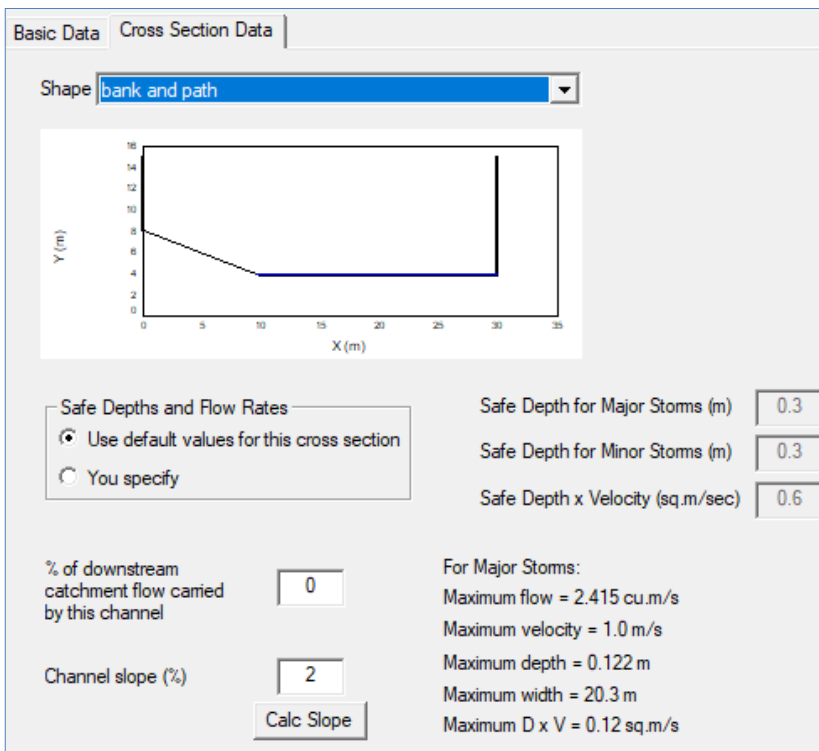 Basic Data Cross Section Data
Shape bank and path
16
14
12
10
8
6
4
2
0
Y (m)
0 5 10 15 20 25 30 35
X (m)
Safe Depths and Flow Rates
Use default values for this cross section
You specify
Safe Depth for Major Storms (m) 0.3
Safe Depth for Minor Storms (m) 0.3
Safe Depth x Velocity (sq.m/sec) 0.6
% of downstream
catchment flow carried
by this channel
0
Channel slope (%) 2
Calc Slope
For Major Storms:
Maximum flow = 2.415 cu.m/s
Maximum velocity = 1.0 m/s
Maximum depth = 0.122 m
Maximum width = 20.3 m
Maximum D x V = 0.12 sq.m/s